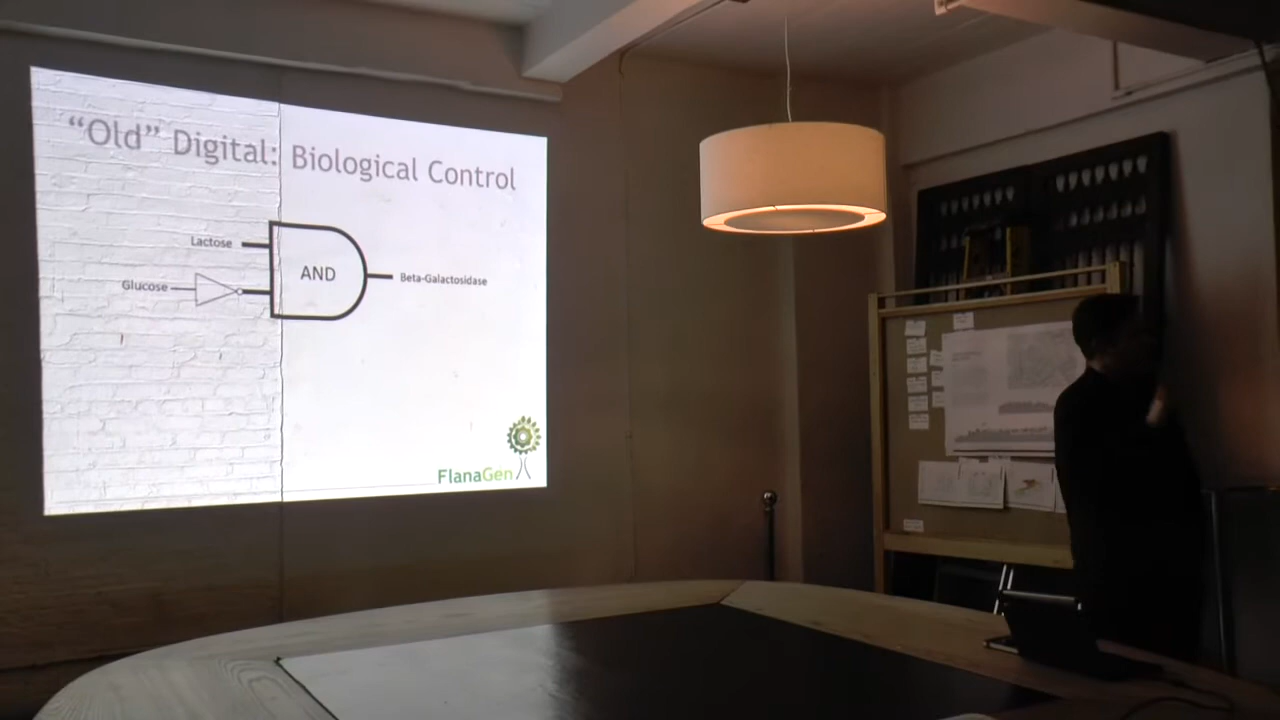 “Old” Digital: Biological Control
Lactose
AND
Glucose
Beta-Galactosidase
FlanaGen